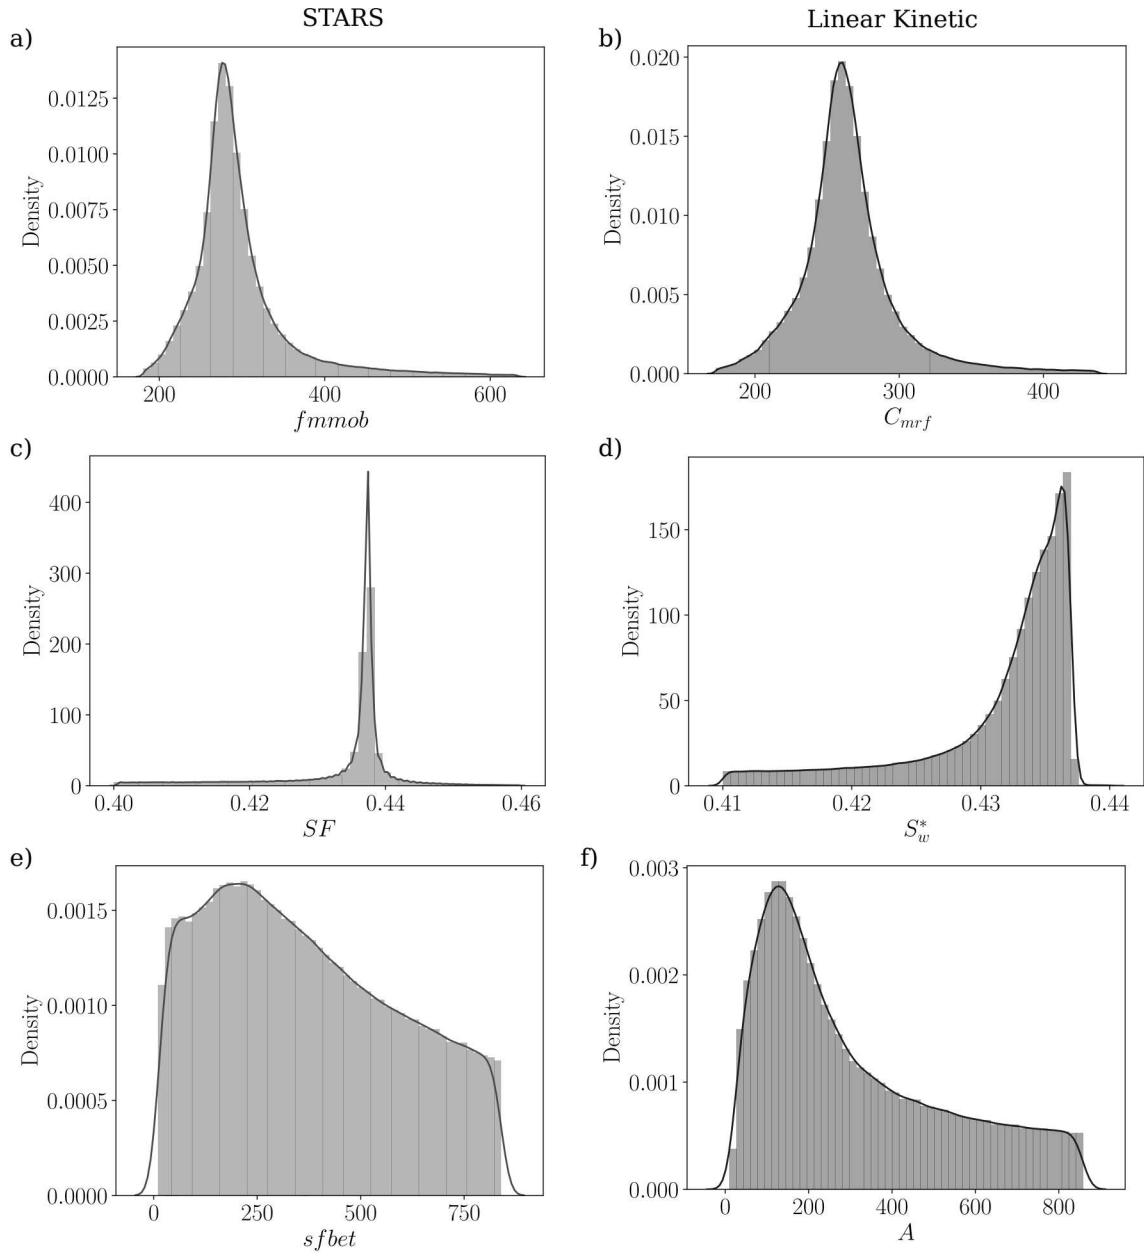 STARS
Linear Kinetic
a)
b)
0.0125
0.0100
0.0075
0.0050
0.0025
0.0000
Density
200 400 600
fmmob
0.020
0.015
0.010
0.005
0.000
Density
200 300 400
C_{mrf}
c)
d)
400
300
200
100
0
Density
0.40 0.42 0.44 0.46
SF
150
100
50
0
Density
0.41 0.42 0.43 0.44
S_w^*
e)
f)
0.0015
0.0010
0.0005
0.0000
Density
0 250 500 750
sfbet
0.003
0.002
0.001
0.000
Density
0 200 400 600 800
A